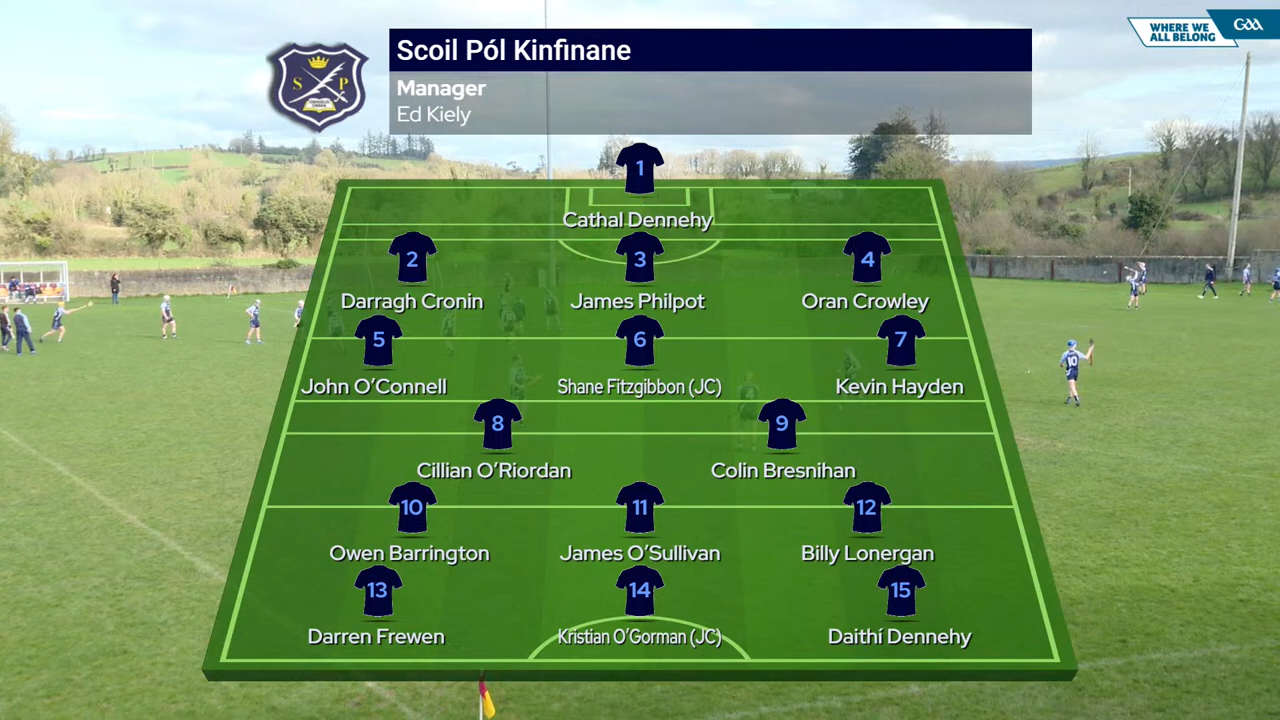 Scoil Pól Kinfinane
Manager
Ed Kiely
WHERE WE
ALL BELONG
GAA
S P
1
Cathal Dennehy
2 3 4
Darragh Cronin James Philpot Oran Crowley
5 6 7
John O'Connell Shane Fitzgibbon (JC) Kevin Hayden
8 9
Cillian O'Riordan Colin Bresnihan
10 11 12
Owen Barrington James O'Sullivan Billy Lonergan
13 14 15
Darren Frewen Kristian O'Gorman (JC) Daithí Dennehy
10